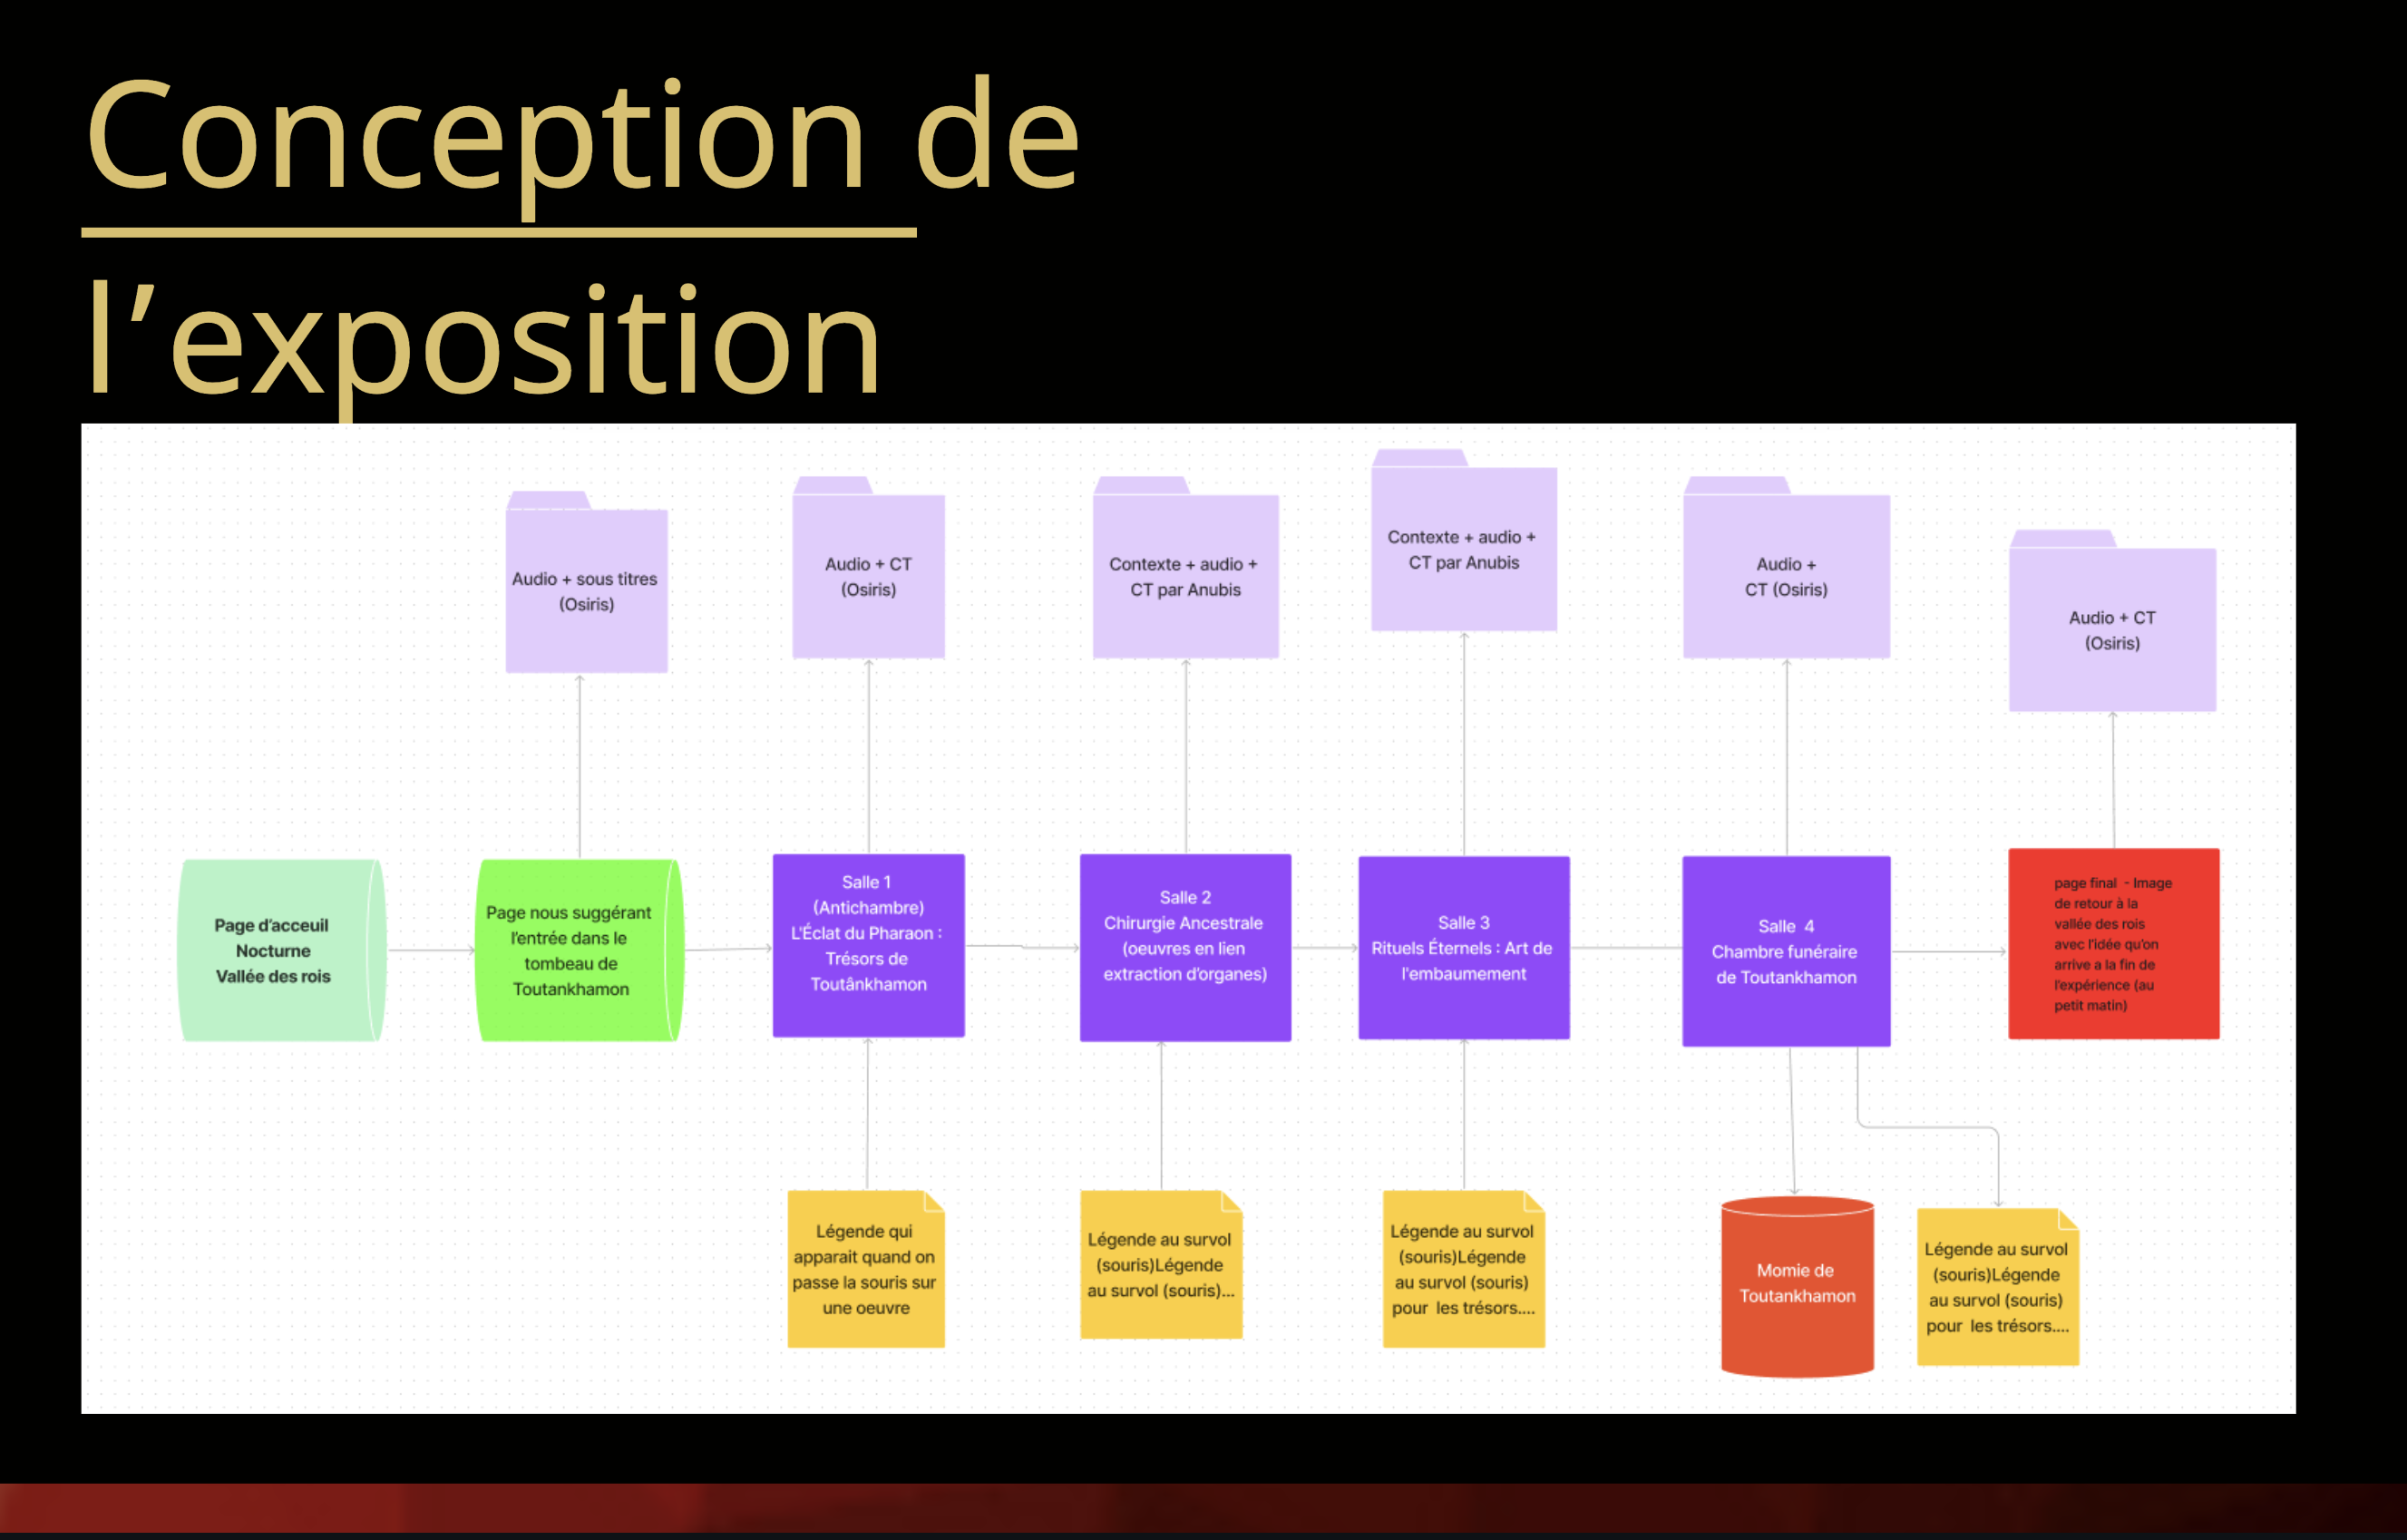 Conception de
l’exposition
Audio + sous titres
(Osiris)
Audio + CT
(Osiris)
Contexte + audio +
CT par Anubis
Contexte + audio +
CT par Anubis
Audio +
CT (Osiris)
Audio + CT
(Osiris)
Page d’acceuil
Nocturne
Vallée des rois
Page nous suggérant
l’entrée dans le
tombeau de
Toutankhamon
Salle 1
(Antichambre)
L’Éclat du Pharaon :
Trésors de
Toutânkhamon
Salle 2
Chirurgie Ancestrale
(oeuvres en lien
extraction d’organes)
Salle 3
Rituels Éternels : Art de
l'embaumement
Salle 4
Chambre funéraire
de Toutankhamon
page final - Image
de retour à la
vallée des rois
avec l’idée qu’on
arrive a la fin de
l’expérience (au
petit matin)
Légende qui
apparait quand on
passe la souris sur
une oeuvre
Légende au survol
(souris)Légende
au survol (souris)...
Légende au survol
(souris)Légende
au survol (souris)
pour les trésors....
Momie de
Toutankhamon
Légende au survol
(souris)Légende
au survol (souris)
pour les trésors....